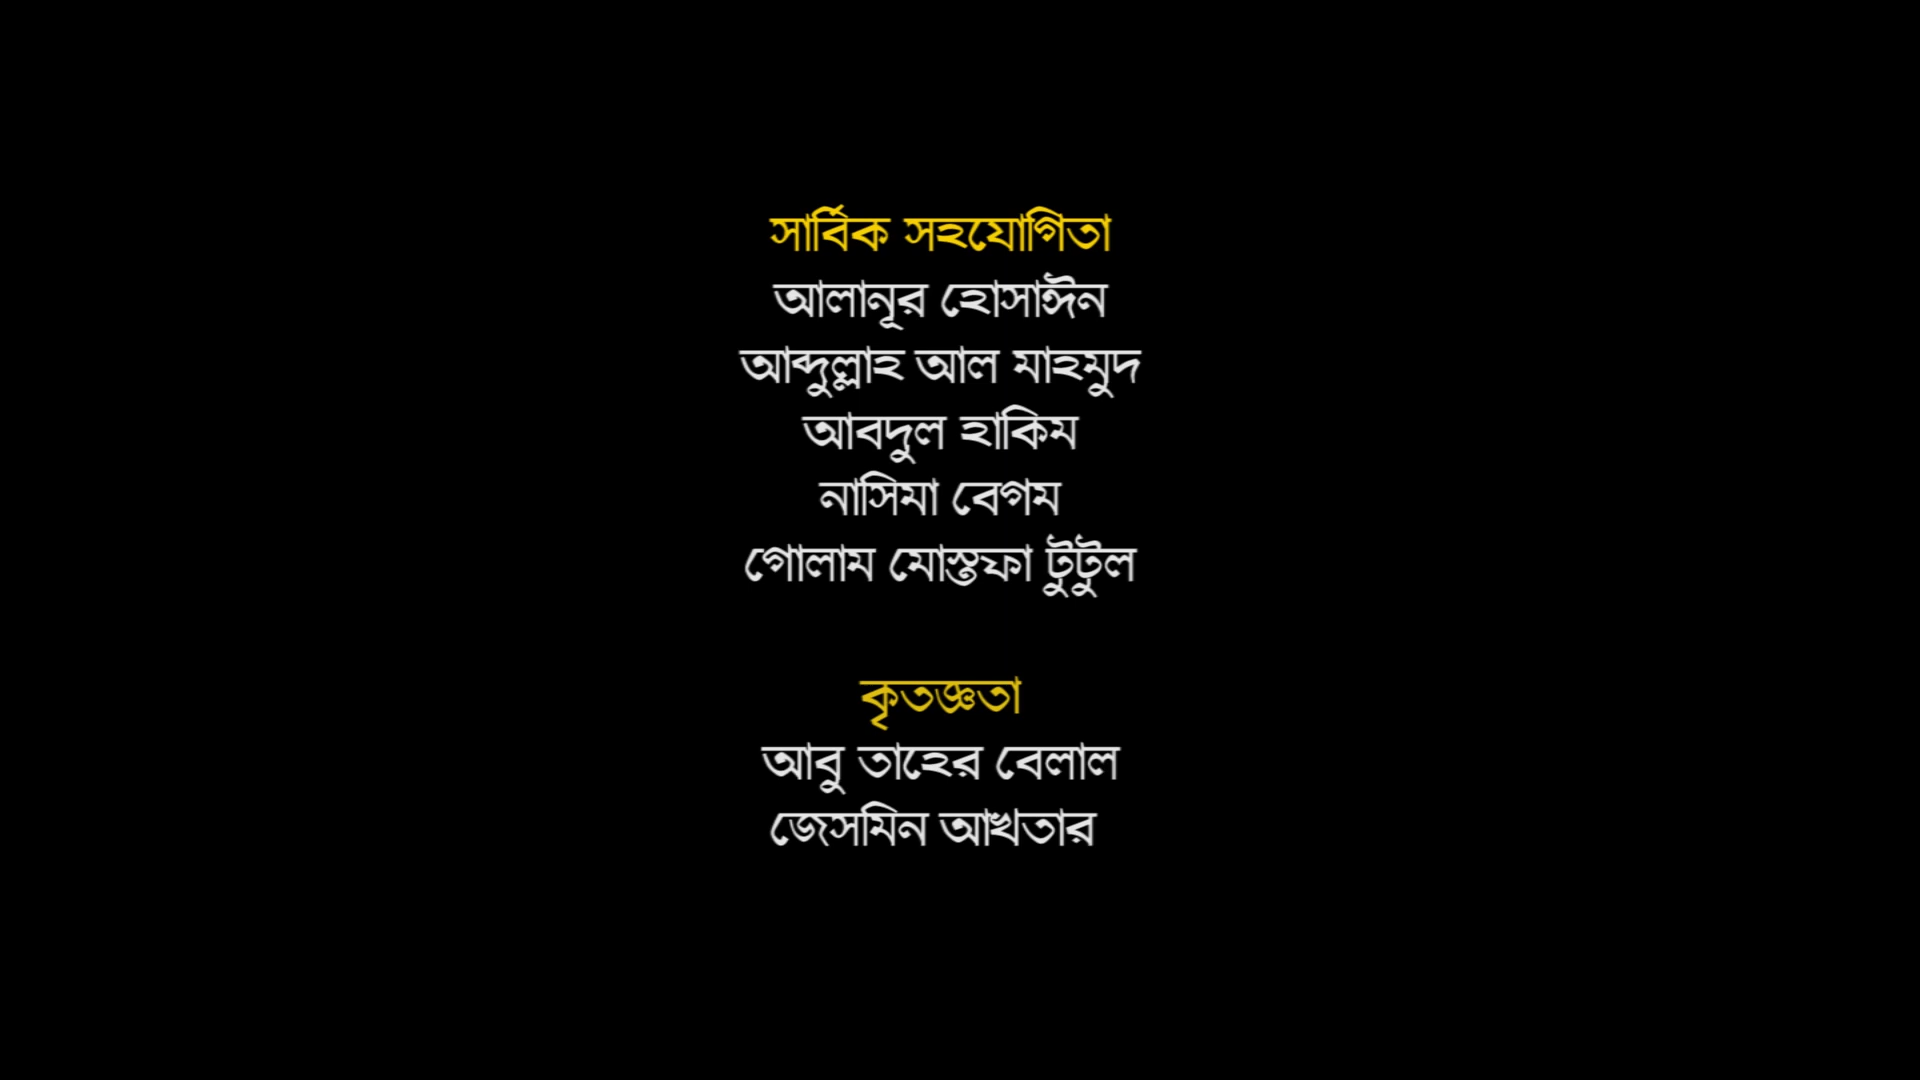 সার্বিক সহযোগিতা
আলানূর হোসাঈন
আব্দুল্লাহ আল মাহমুদ
আবদুল হাকিম
নাসিমা বেগম
গোলাম মোস্তফা টুটুল
কৃতজ্ঞতা
আবু তাহের বেলাল
জেসমিন আখতার